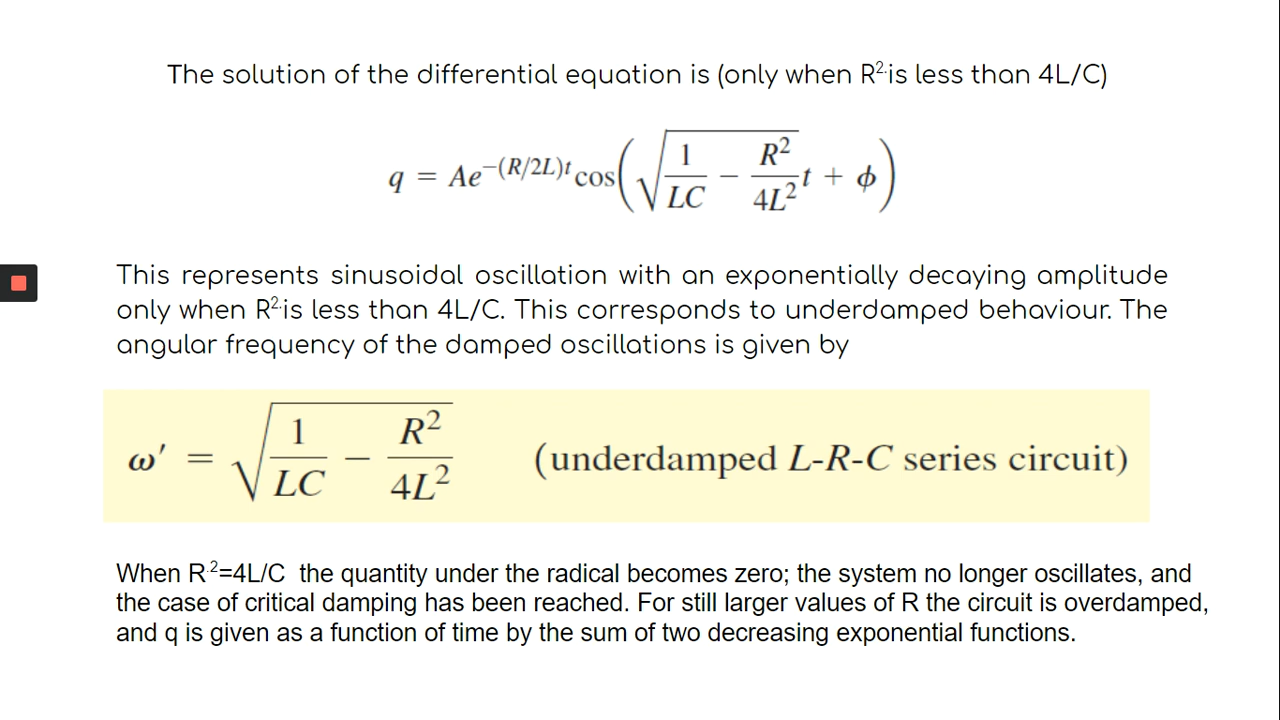 The solution of the differential equation is (only when R² is less than 4L/C)
q = Ae^−(R/2L)t cos(√(1/LC − R²/4L²) t + ϕ)
This represents sinusoidal oscillation with an exponentially decaying amplitude
only when R² is less than 4L/C. This corresponds to underdamped behaviour. The
angular frequency of the damped oscillations is given by
ω′ = √(1/LC − R²/4L²) (underdamped L-R-C series circuit)
When R²=4L/C the quantity under the radical becomes zero; the system no longer oscillates, and
the case of critical damping has been reached. For still larger values of R the circuit is overdamped,
and q is given as a function of time by the sum of two decreasing exponential functions.